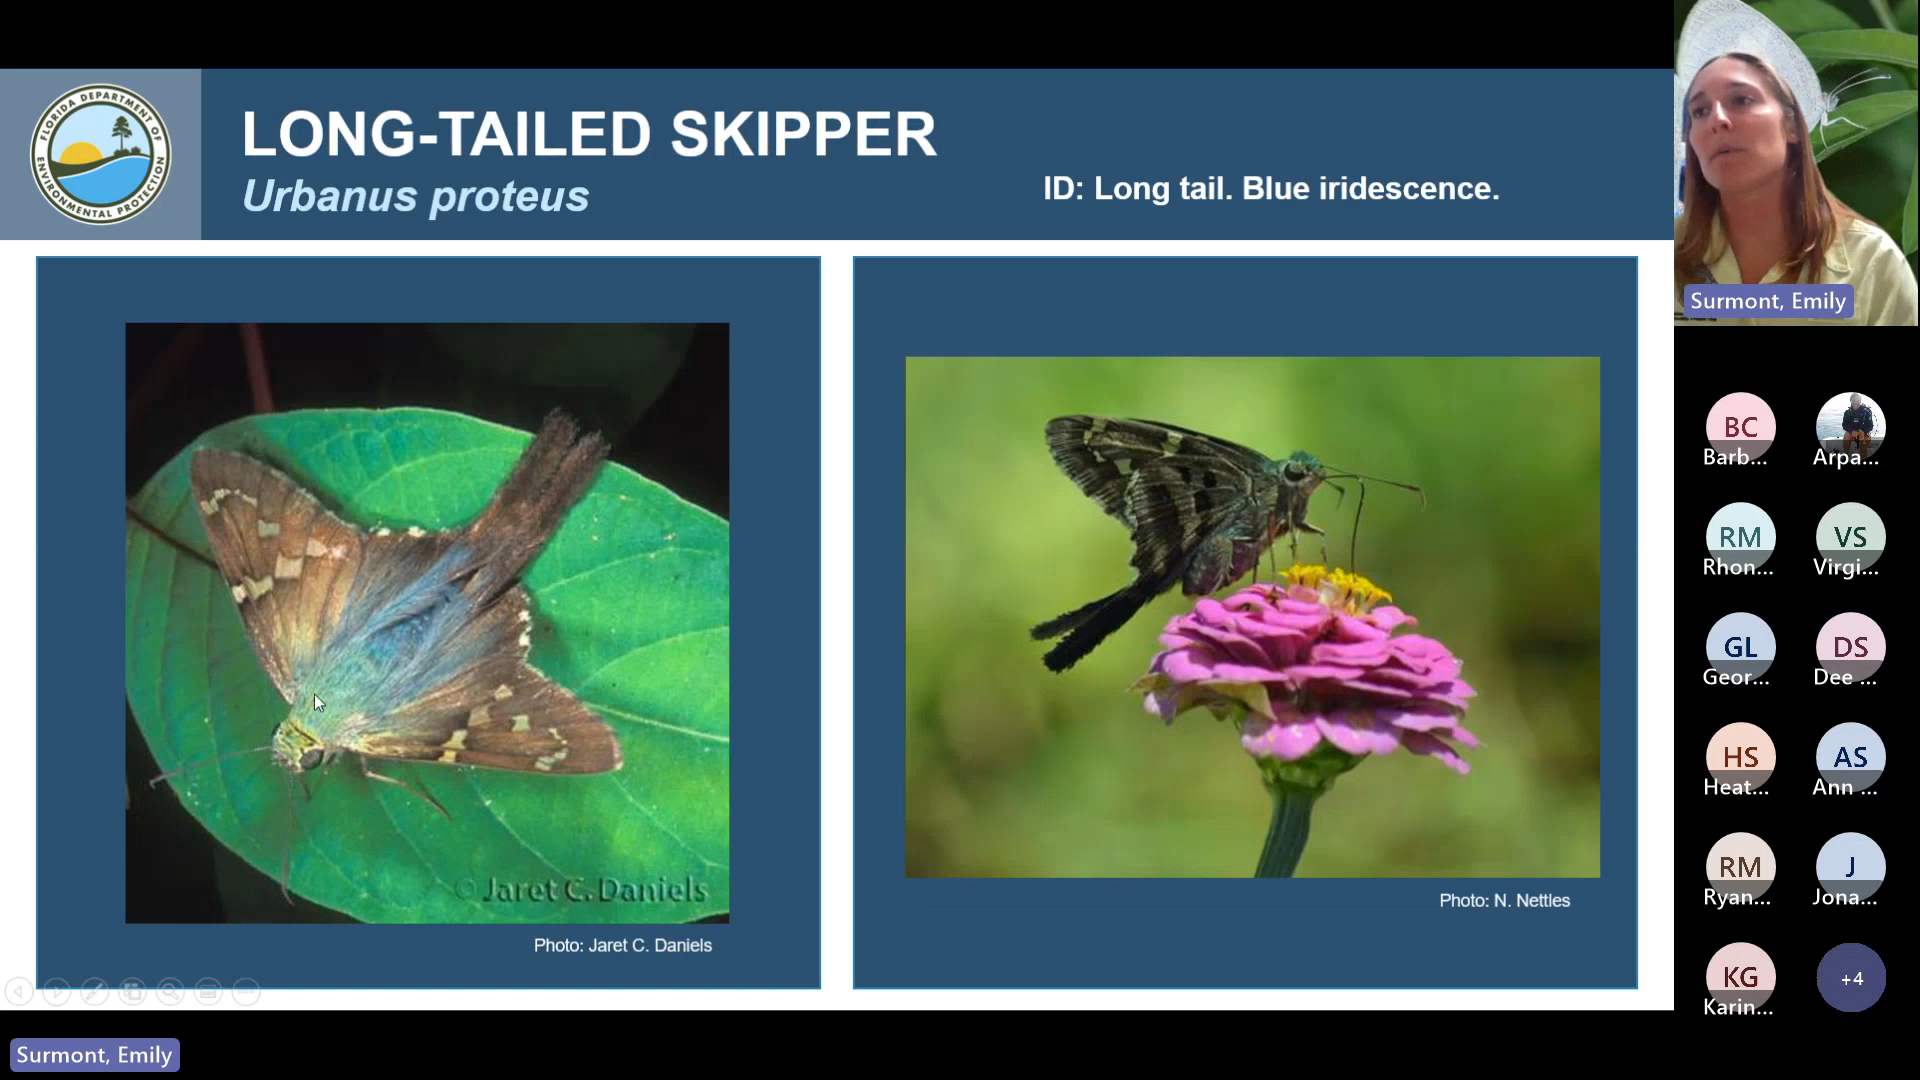 FLORIDA DEPARTMENT OF
ENVIRONMENTAL PROTECTION
LONG-TAILED SKIPPER
Urbanus proteus
ID: Long tail. Blue iridescence.
© Jaret C. Daniels
Photo: Jaret C. Daniels
Photo: N. Nettles
Surmont, Emily
BC
Barb...
Arpa...
RM
Rhon...
VS
Virgi...
GL
Geor...
DS
Dee ...
HS
Heat...
AS
Ann ...
RM
Ryan...
J
Jona...
KG
Karin...
+4
Surmont, Emily